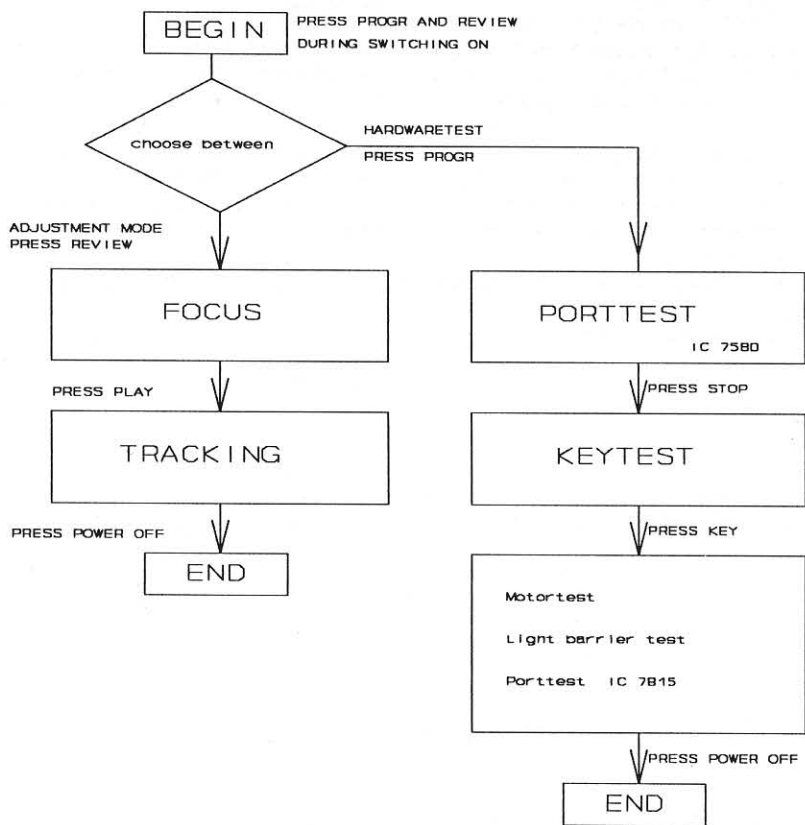 BEGIN
PRESS PROGR AND REVIEW
DURING SWITCHING ON
choose between
HARDWARETEST
PRESS PROGR
ADJUSTMENT MODE
PRESS REVIEW
FOCUS
PORTTEST
IC 7580
PRESS PLAY
PRESS STOP
TRACKING
KEYTEST
PRESS POWER OFF
PRESS KEY
END
Motortest
Light barrier test
Porttest IC 7815
PRESS POWER OFF
END